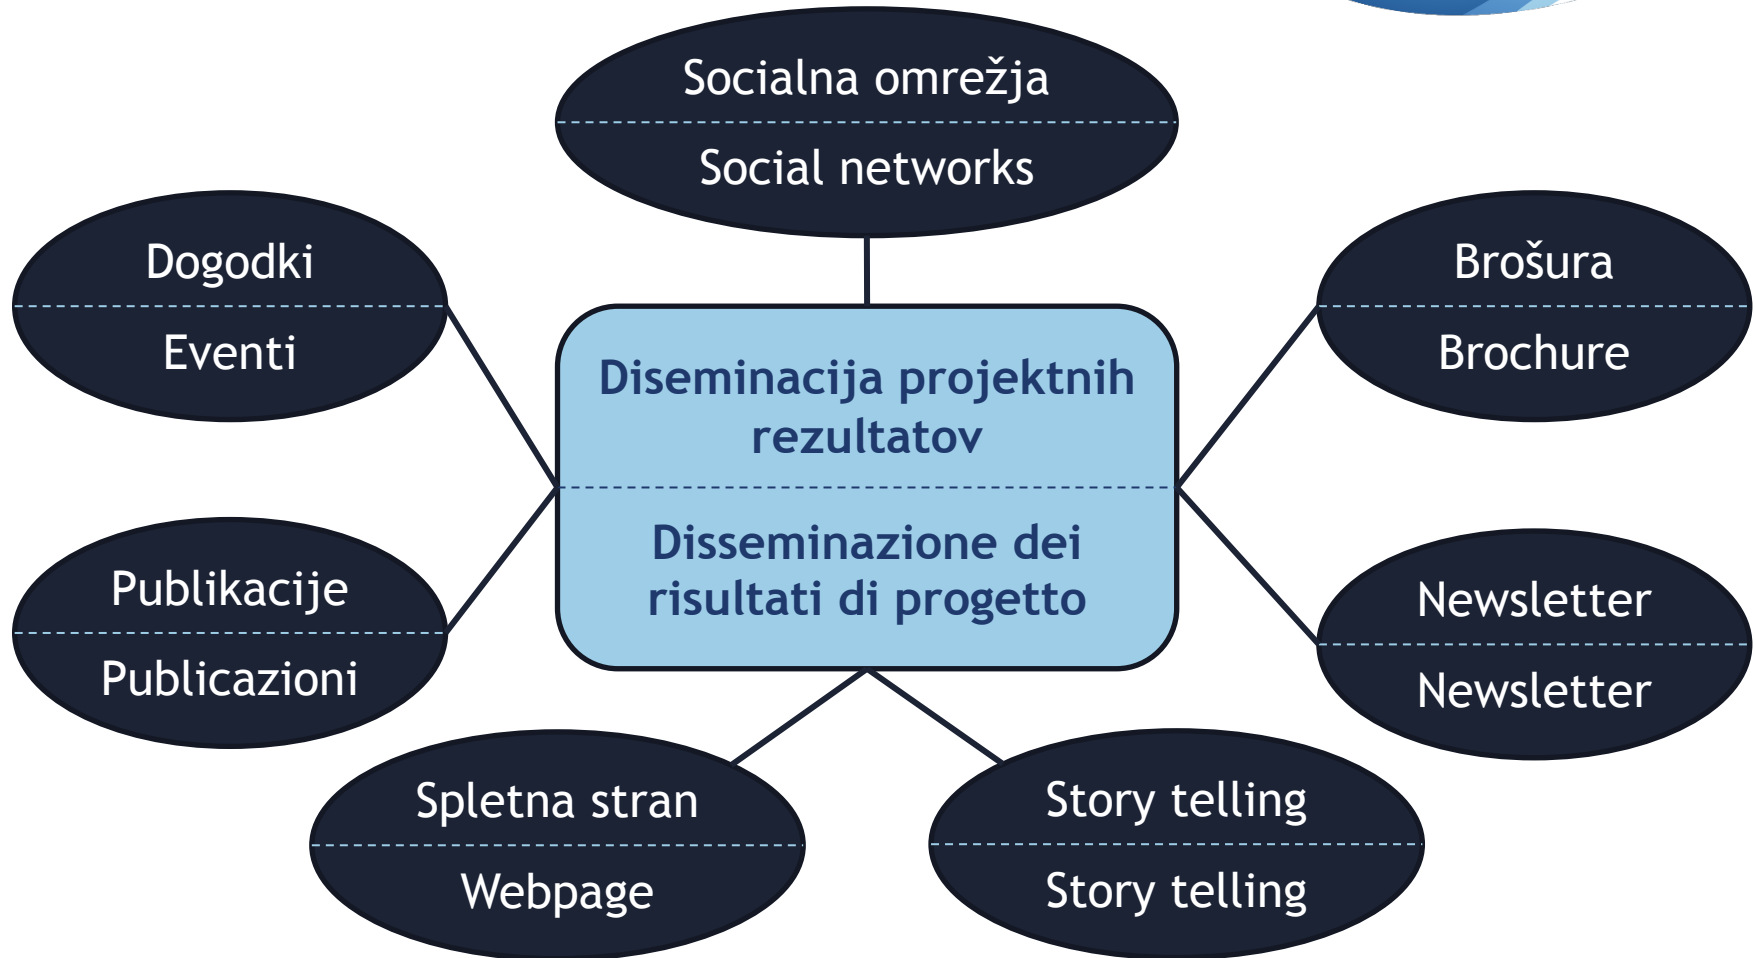 Socialna omrežja
Social networks
Dogodki
Eventi
Brošura
Brochure
Diseminacija projektnih
rezultatov
Disseminazione dei
risultati di progetto
Publikacije
Publicazioni
Newsletter
Newsletter
Spletna stran
Webpage
Story telling
Story telling